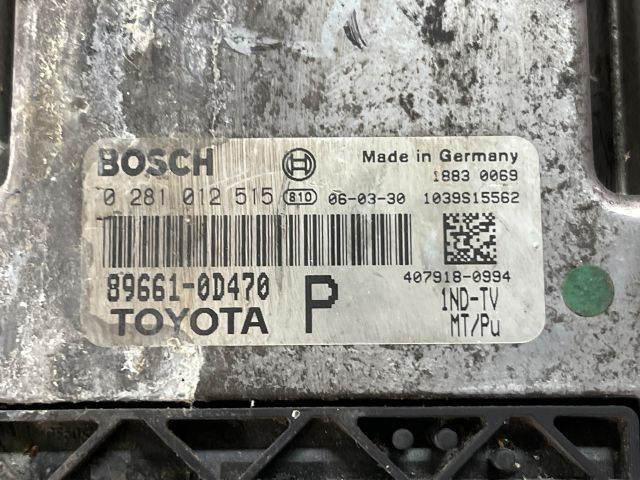 BOSCH Made in Germany
1883 0069
0 281 012 515 810 06-03-30 1039S15562
407918-0994
89661-0D470 P 1ND-TV
TOYOTA MT/Pu